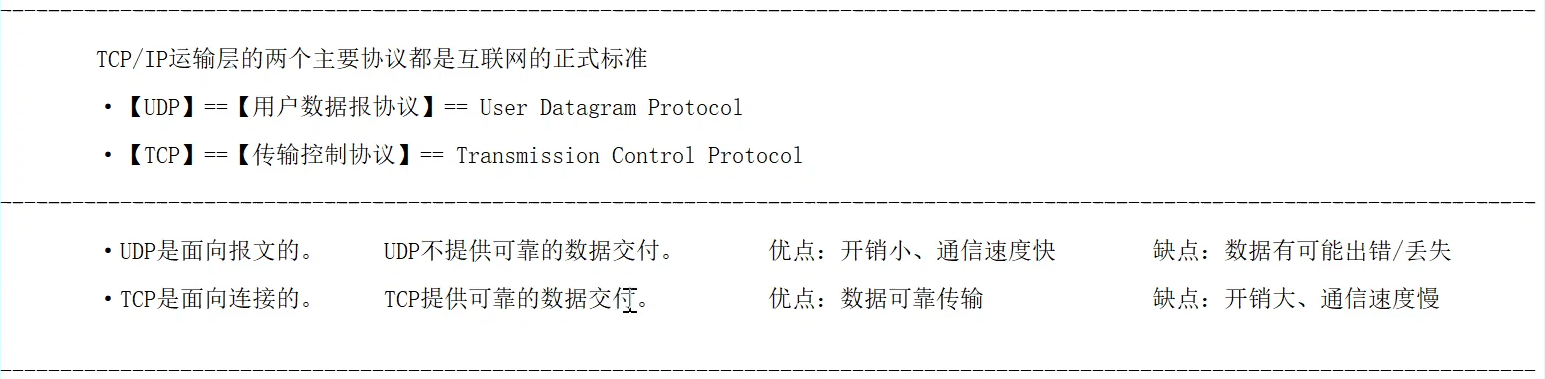 TCP/IP运输层的两个主要协议都是互联网的正式标准
·【UDP】==【用户数据报协议】== User Datagram Protocol
·【TCP】==【传输控制协议】== Transmission Control Protocol
·UDP是面向报文的。 UDP不提供可靠的数据交付。 优点：开销小、通信速度快 缺点：数据有可能出错/丢失
·TCP是面向连接的。 TCP提供可靠的数据交付。 优点：数据可靠传输 缺点：开销大、通信速度慢